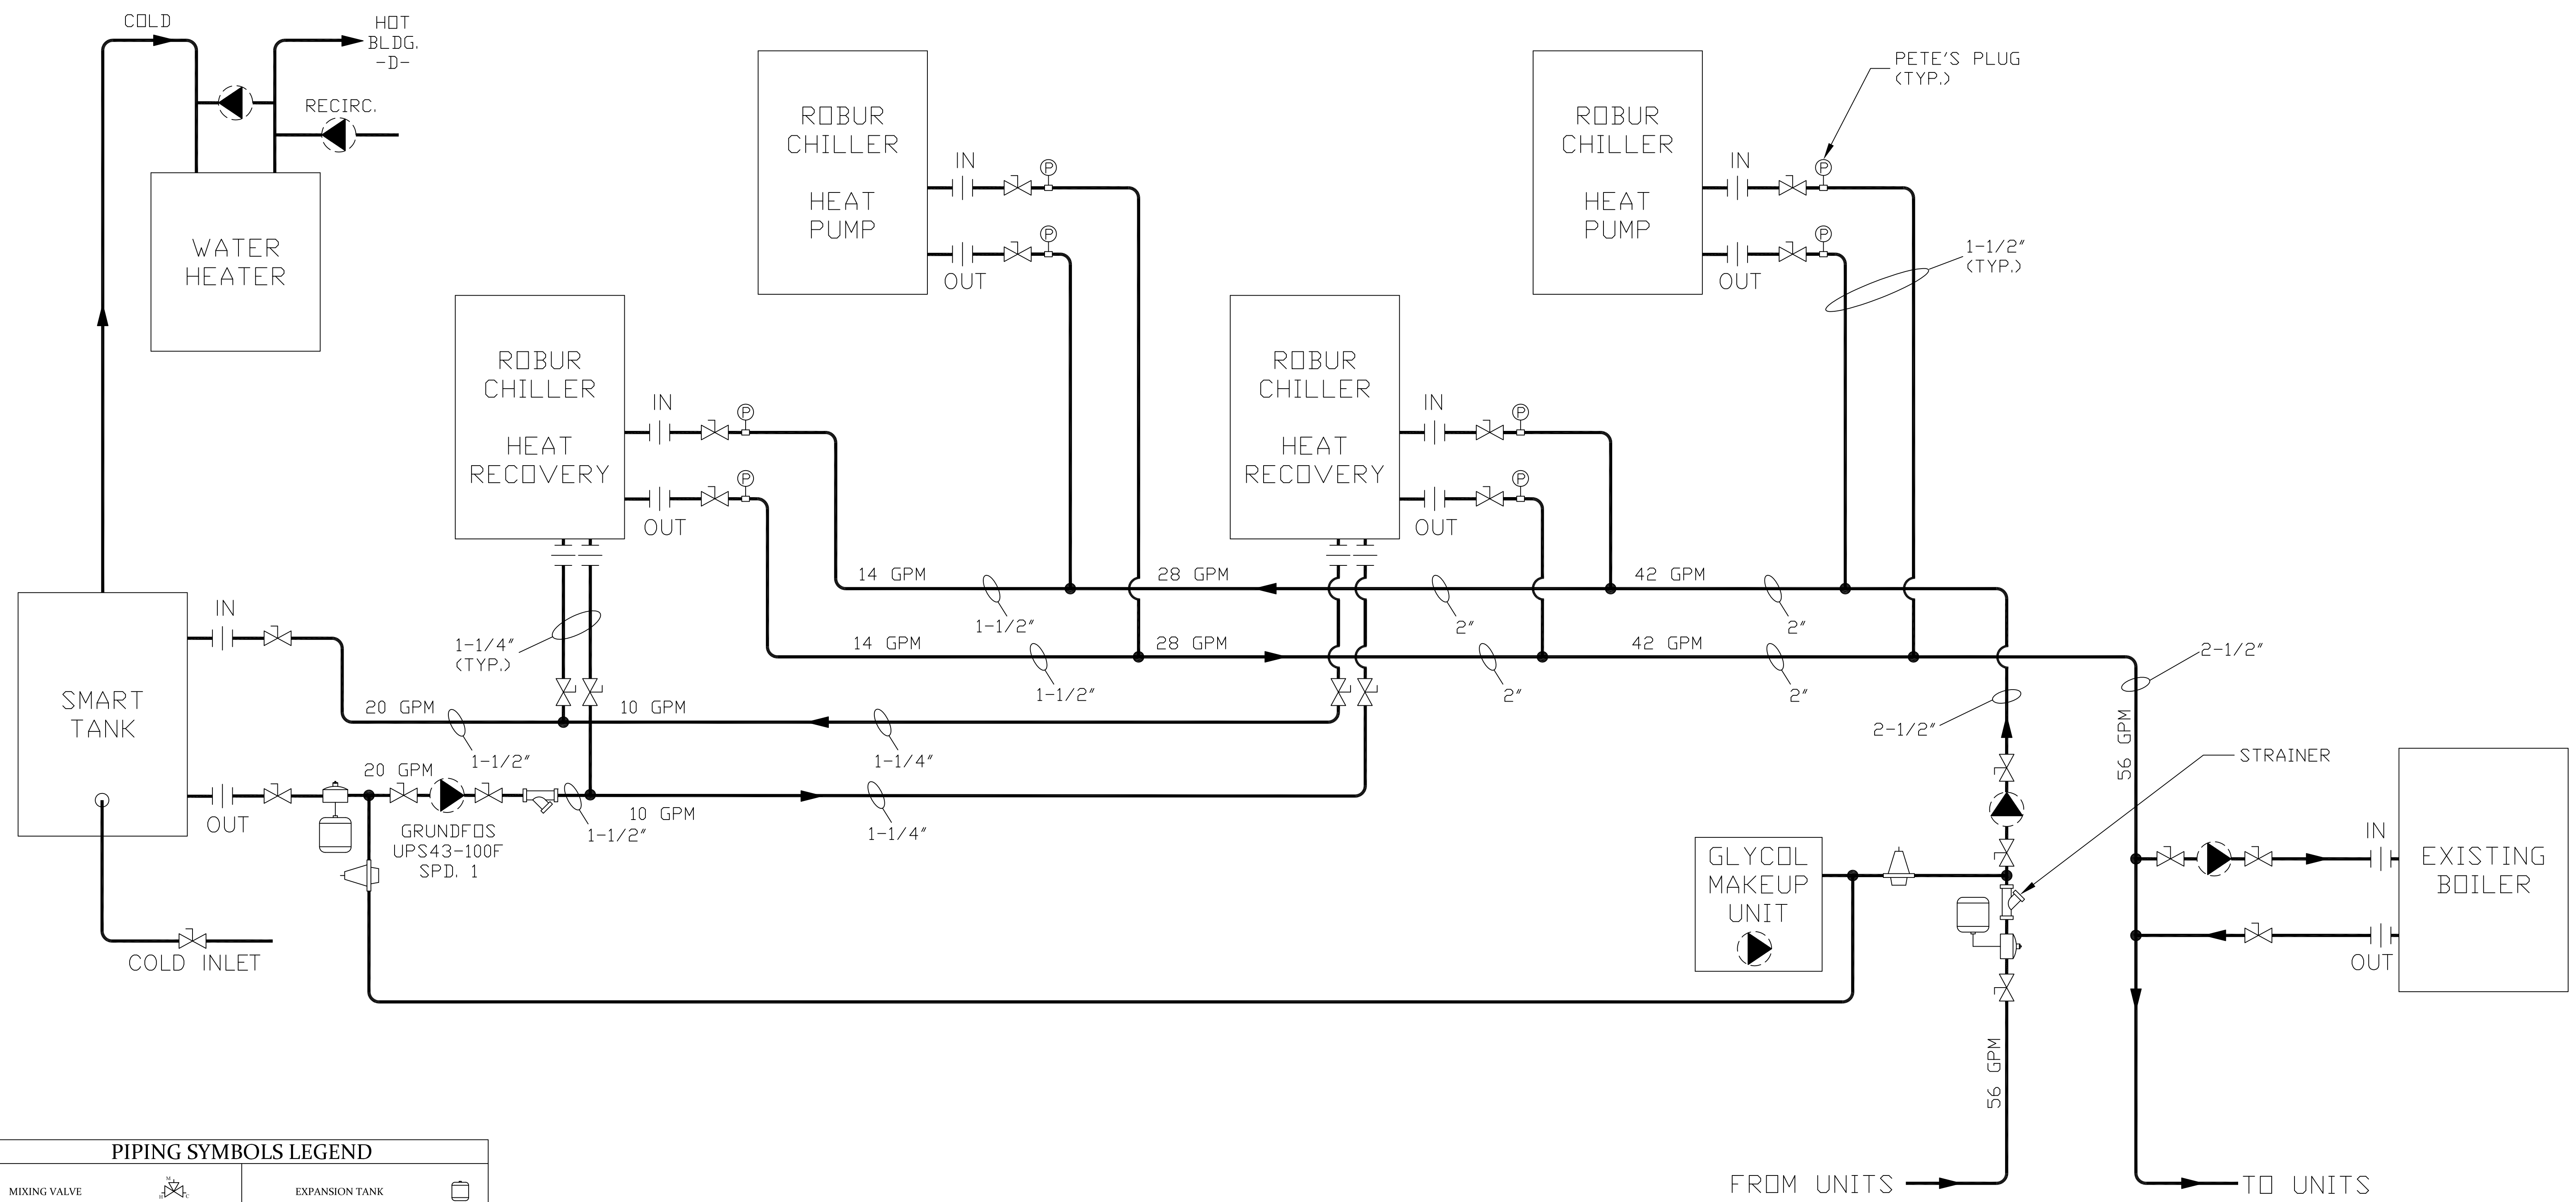 COLD
HOT
BLDG.
-D-
RECIRC.
WATER
HEATER
ROBUR
CHILLER
HEAT
PUMP
IN
P
P
OUT
ROBUR
CHILLER
HEAT
PUMP
IN
P
P
OUT
PETE'S PLUG
(TYP.)
1-1/2"
(TYP.)
ROBUR
CHILLER
HEAT
RECOVERY
IN
P
P
OUT
ROBUR
CHILLER
HEAT
RECOVERY
IN
P
P
OUT
14 GPM
28 GPM
42 GPM
1-1/2"
2"
2"
14 GPM
28 GPM
42 GPM
1-1/2"
2"
2"
2-1/2"
2-1/2"
56 GPM
1-1/4"
(TYP.)
SMART
TANK
IN
OUT
20 GPM
10 GPM
1-1/2"
1-1/4"
20 GPM
10 GPM
1-1/2"
1-1/4"
GRUNDFOS
UPS43-100F
SPD. 1
COLD INLET
GLYCOL
MAKEUP
UNIT
STRAINER
IN
EXISTING
BOILER
OUT
56 GPM
FROM UNITS
TO UNITS
PIPING SYMBOLS LEGEND
MIXING VALVE
M
H
C
EXPANSION TANK